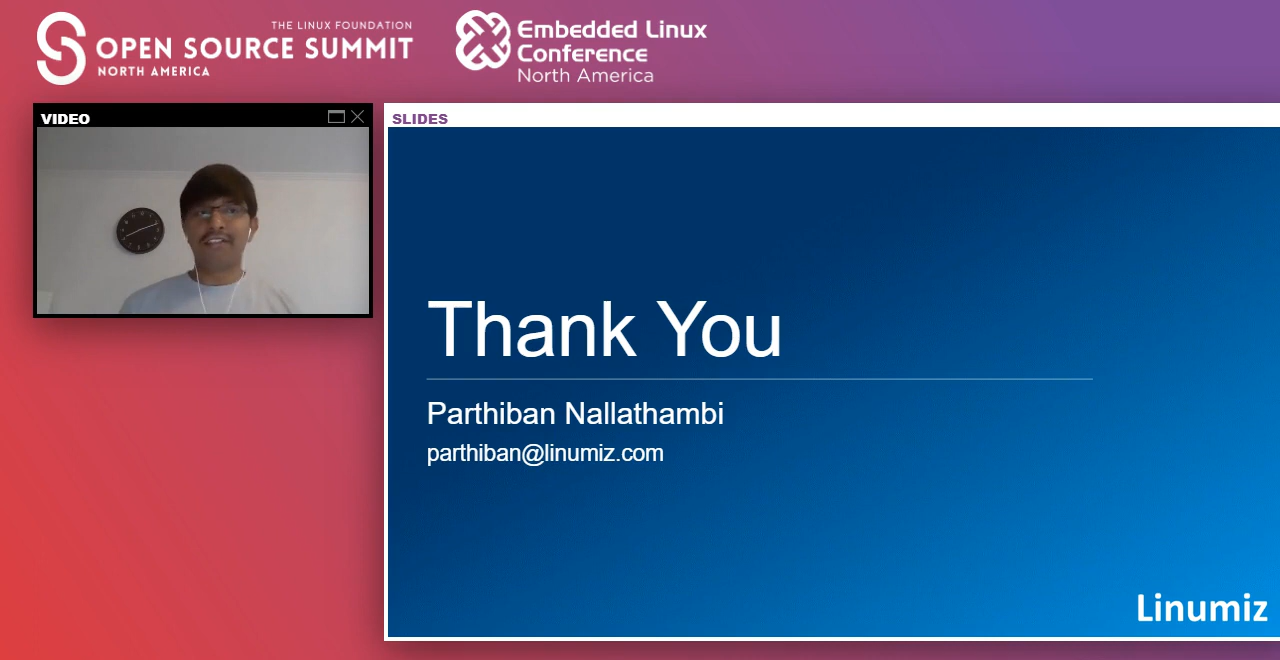 THE LINUX FOUNDATION
OPEN SOURCE SUMMIT
NORTH AMERICA
Embedded Linux
Conference
North America
VIDEO
SLIDES
Thank You
Parthiban Nallathambi
parthiban@linumiz.com
Linumiz